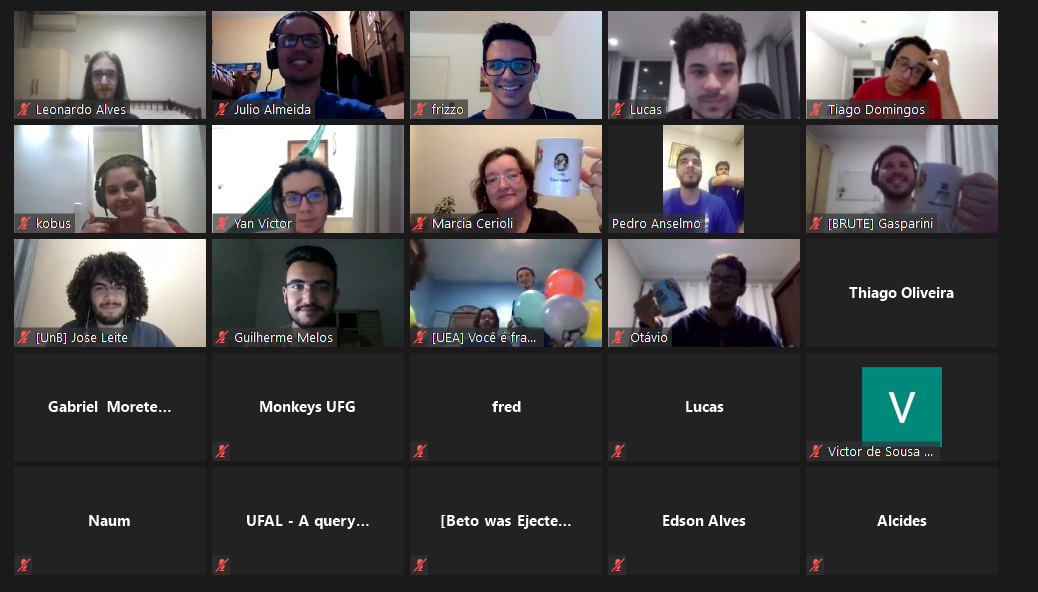 Leonardo Alves
Julio Almeida
frizzo
Lucas
Tiago Domingos
kobus
Yan Victor
Marcia Cerioli
Pedro Anselmo
[BRUTE] Gasparini
[UnB] Jose Leite
Guilherme Melos
[UEA] Você é fra...
Otávio
Thiago Oliveira
Gabriel Morete...
Monkeys UFG
fred
Lucas
V
Victor de Sousa ...
Naum
UFAL - A query...
[Beto was Ejecte...
Edson Alves
Alcides